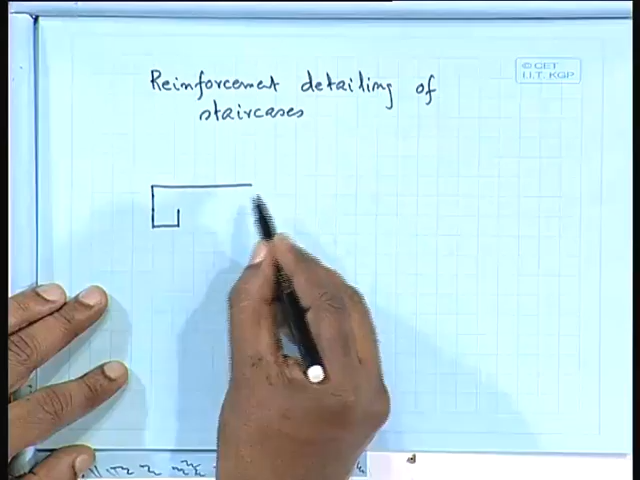 © CET
I.I.T. KGP
Reinforcement detailing of
staircases